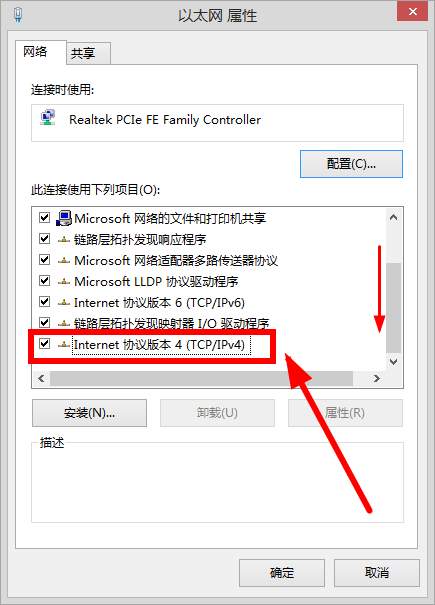 以太网 属性
网络
共享
连接时使用:
Realtek PCIe FE Family Controller
配置(C)...
此连接使用下列项目(O):
Microsoft 网络的文件和打印机共享
链路层拓扑发现响应程序
Microsoft 网络适配器多路传送器协议
Microsoft LLDP 协议驱动程序
Internet 协议版本 6 (TCP/IPv6)
链路层拓扑发现映射器 I/O 驱动程序
Internet 协议版本 4 (TCP/IPv4)
安装(N)...
卸载(U)
属性(R)
描述
确定
取消